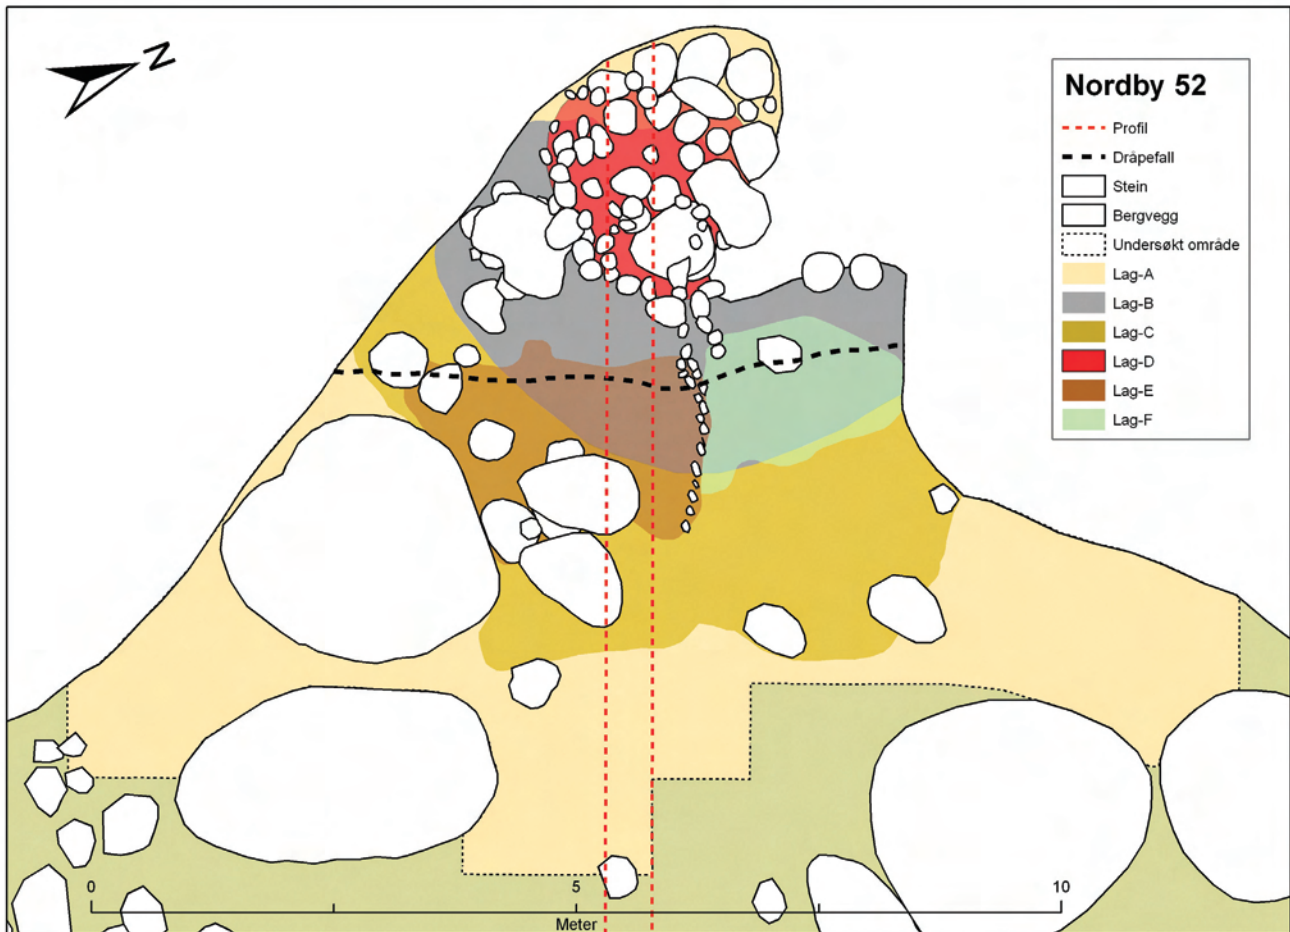 N
Nordby 52
Profil
Dråpefall
Stein
Bergvegg
Undersøkt område
Lag-A
Lag-B
Lag-C
Lag-D
Lag-E
Lag-F
0 5 10
Meter